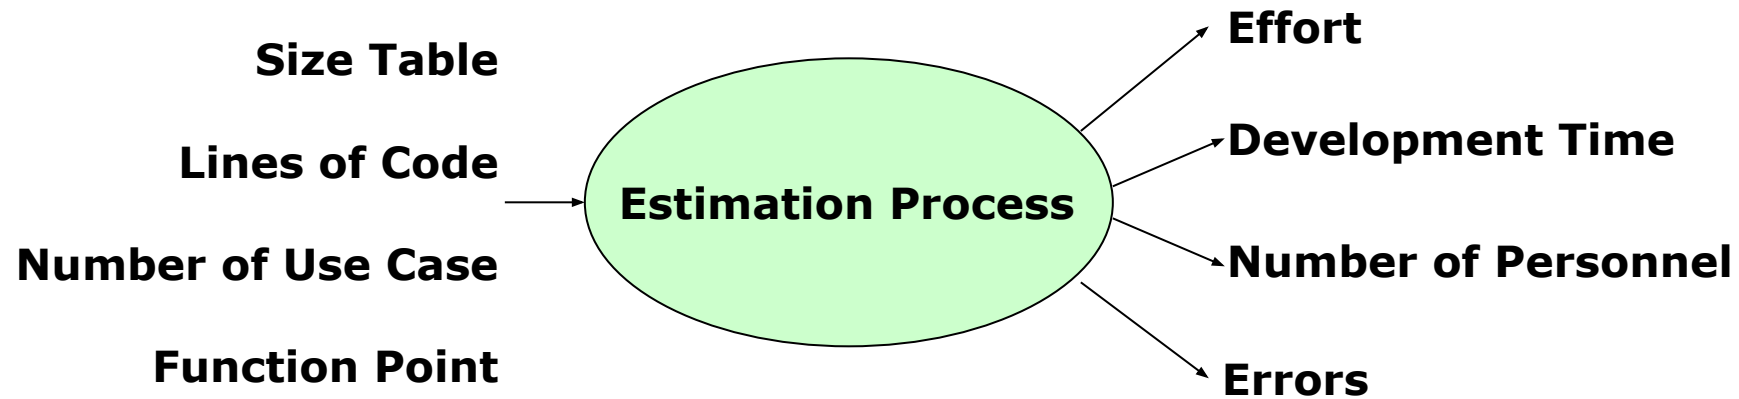 Size Table
Lines of Code
Number of Use Case
Function Point
Estimation Process
Effort
Development Time
Number of Personnel
Errors